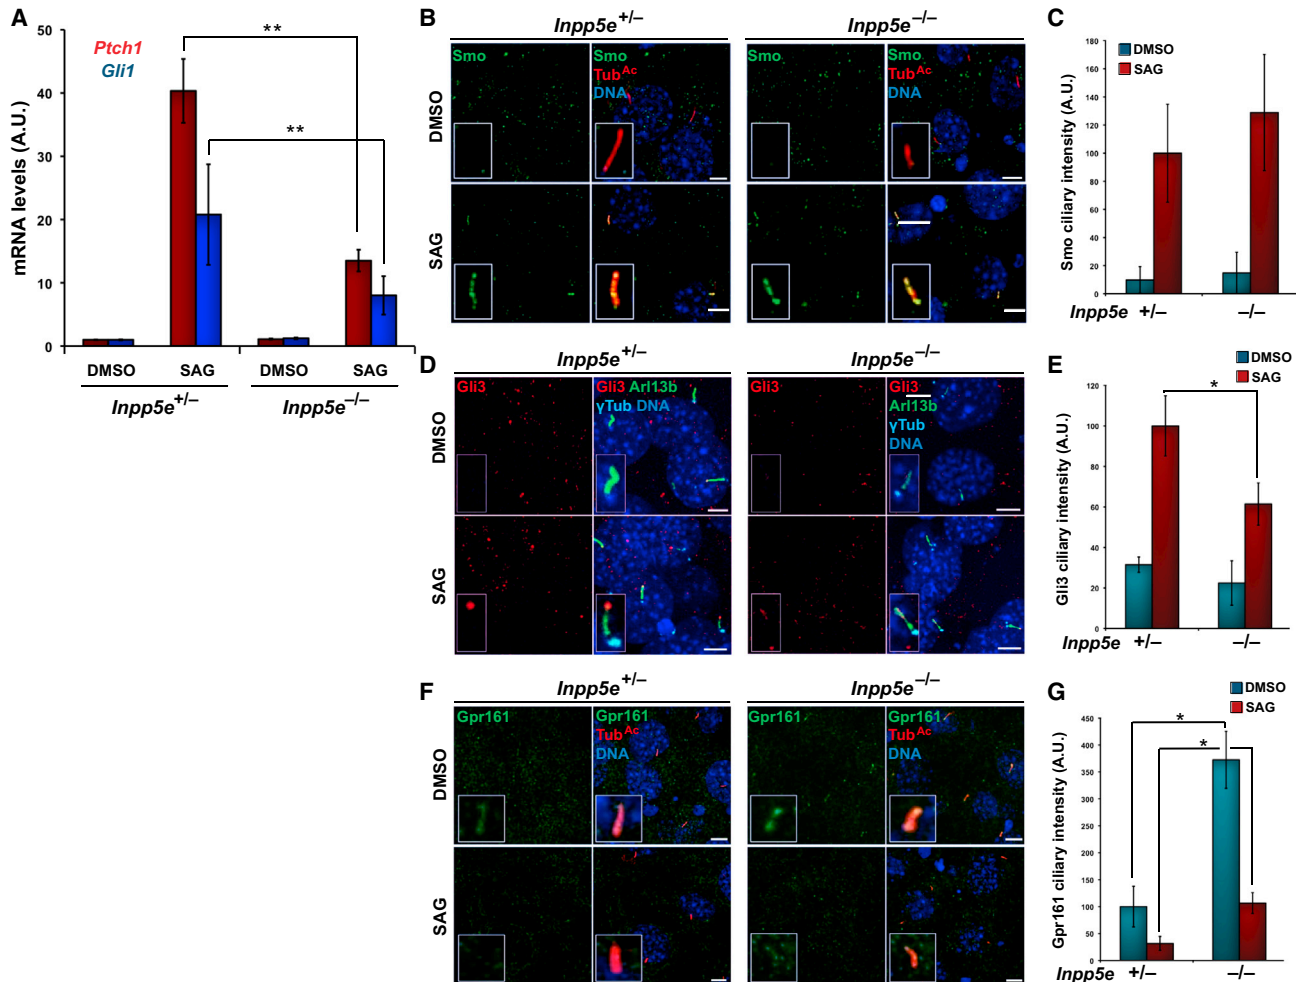 A
Ptch1
Gli1
mRNA levels (A.U.)
50
40
30
20
10
0
**
**
DMSO SAG DMSO SAG
Inpp5e+/– Inpp5e–/–
B
Inpp5e+/– Inpp5e–/–
DMSO
SAG
Smo
Smo
TubAc
DNA
Smo
Smo
TubAc
DNA
C
DMSO
SAG
Smo ciliary intensity (A.U.)
180
160
140
120
100
80
60
40
20
0
Inpp5e +/– –/–
D
Inpp5e+/– Inpp5e–/–
DMSO
SAG
Gli3
Gli3 Arl13b
γTub DNA
Gli3
Gli3
Arl13b
γTub
DNA
E
DMSO
SAG
*
Gli3 ciliary intensity (A.U.)
120
100
80
60
40
20
0
Inpp5e +/– –/–
F
Inpp5e+/– Inpp5e–/–
DMSO
SAG
Gpr161
Gpr161
TubAc
DNA
Gpr161
Gpr161
TubAc
DNA
G
DMSO
SAG
*
*
Gpr161 ciliary intensity (A.U.)
450
400
350
300
250
200
150
100
50
0
Inpp5e +/– –/–